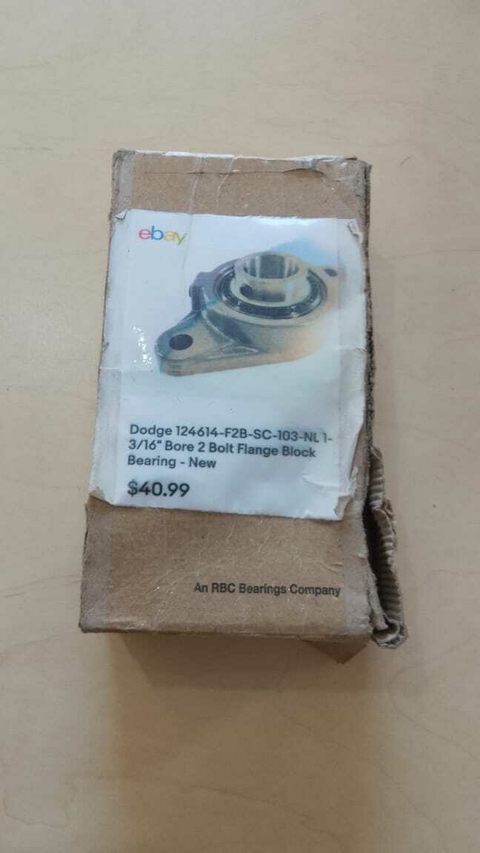 ebay
Dodge 124614-F2B-SC-103-NL 1-
3/16" Bore 2 Bolt Flange Block
Bearing - New
$40.99
An RBC Bearings Company